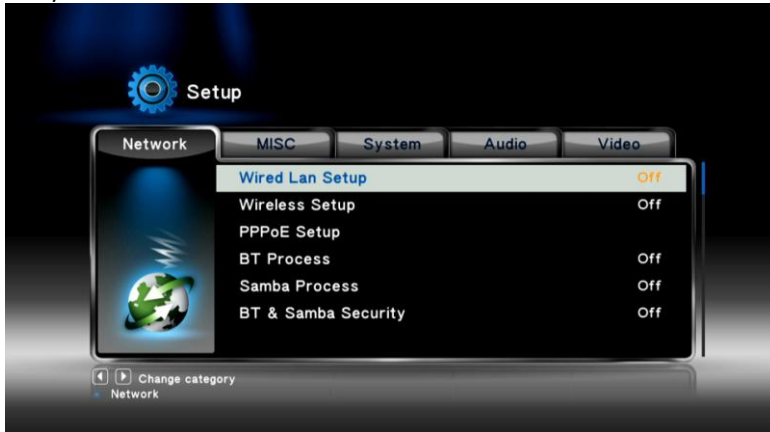 Setup
Network MISC System Audio Video
Wired Lan Setup Off
Wireless Setup Off
PPPoE Setup
BT Process Off
Samba Process Off
BT & Samba Security Off
Change category
Network